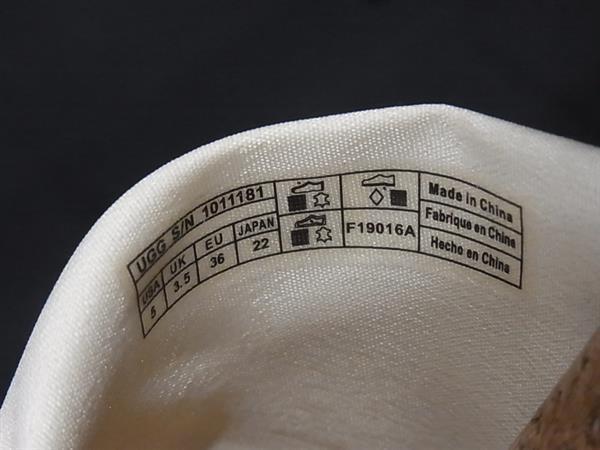 UGG S/N 1011181
USA UK EU JAPAN
5 3.5 36 22
F19016A
Made in China
Fabrique en Chine
Hecho en China